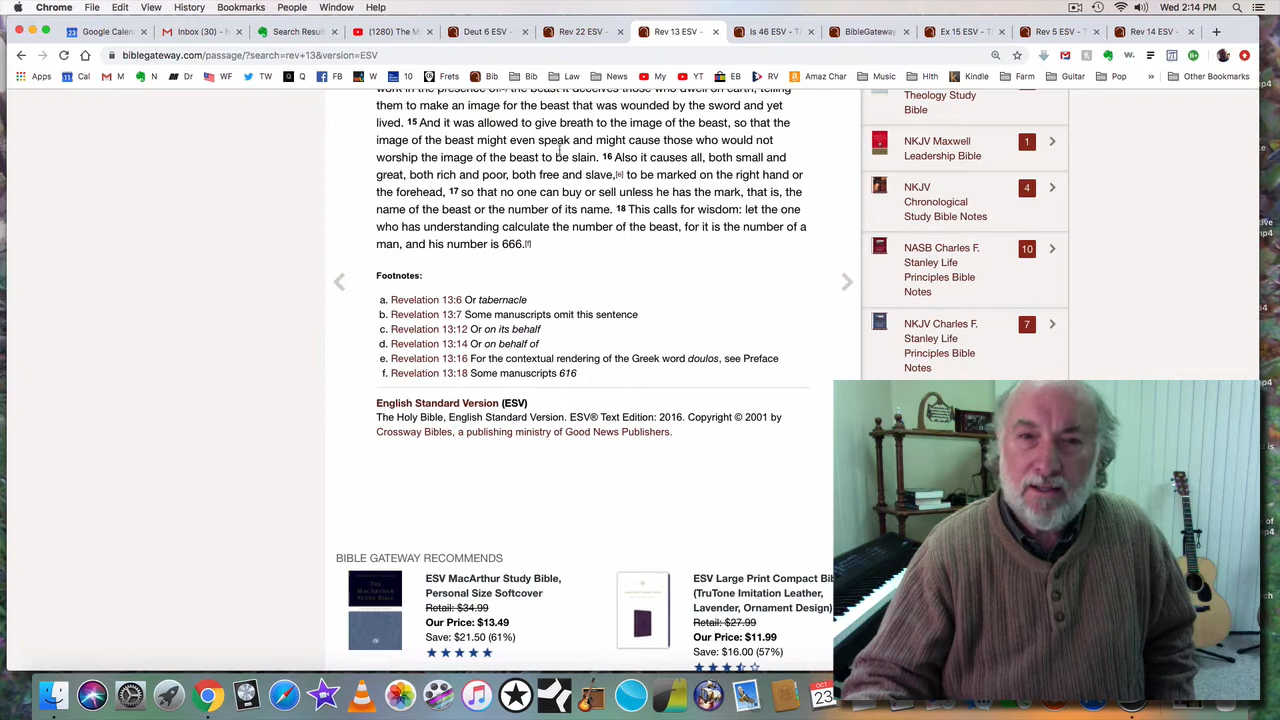 Chrome File Edit View History Bookmarks People Window Help Wed 2:14 PM
Google Calen Inbox (30) - h Search Result (1280) The M Deut 6 ESV - Rev 22 ESV - Rev 13 ESV - Is 46 ESV - Ti BibleGateway Ex 15 ESV - T Rev 5 ESV - T Rev 14 ESV -
biblegateway.com/passage/?search=rev+13&version=ESV
Apps Cal M N Dr WF TW Q FB 10 Frets Bib Bib Law News My YT EB RV Amaz Char Music Hlth Kindle Farm Guitar Pop » Other Bookmarks
the beast it deceives those who dwell on earth, telling
them to make an image for the beast that was wounded by the sword and yet
lived. 15 And it was allowed to give breath to the image of the beast, so that the
image of the beast might even speak and might cause those who would not
worship the image of the beast to be slain. 16 Also it causes all, both small and
great, both rich and poor, both free and slave,[e] to be marked on the right hand or
the forehead, 17 so that no one can buy or sell unless he has the mark, that is, the
name of the beast or the number of its name. 18 This calls for wisdom: let the one
who has understanding calculate the number of the beast, for it is the number of a
man, and his number is 666.[f]
Footnotes:
a. Revelation 13:6 Or tabernacle
b. Revelation 13:7 Some manuscripts omit this sentence
c. Revelation 13:12 Or on its behalf
d. Revelation 13:14 Or on behalf of
e. Revelation 13:16 For the contextual rendering of the Greek word doulos, see Preface
f. Revelation 13:18 Some manuscripts 616
English Standard Version (ESV)
The Holy Bible, English Standard Version. ESV® Text Edition: 2016. Copyright © 2001 by
Crossway Bibles, a publishing ministry of Good News Publishers.
BIBLE GATEWAY RECOMMENDS
ESV MacArthur Study Bible,
Personal Size Softcover
Retail: $34.99
Our Price: $13.49
Save: $21.50 (61%)
ESV Large Print Compact Bib
(TruTone Imitation Leather,
Lavender, Ornament Design)
Retail: $27.99
Our Price: $11.99
Save: $16.00 (57%)
Theology Study
Bible
NKJV Maxwell
Leadership Bible
1
NKJV
Chronological
Study Bible Notes
4
NASB Charles F.
Stanley Life
Principles Bible
Notes
10
NKJV Charles F.
Stanley Life
Principles Bible
Notes
7
OCT
23